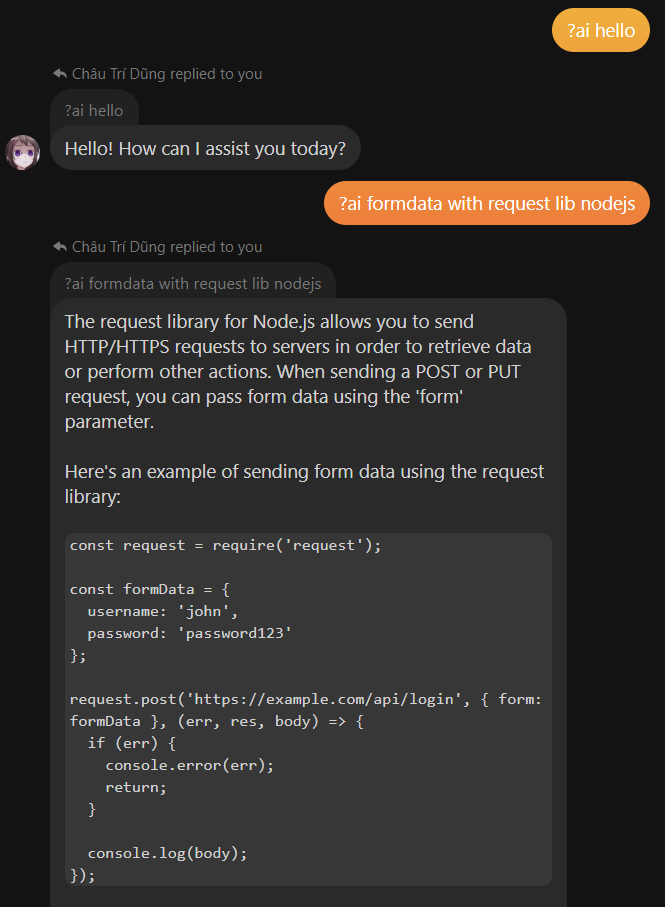 ?ai hello
Châu Trí Dũng replied to you
?ai hello
Hello! How can I assist you today?
?ai formdata with request lib nodejs
Châu Trí Dũng replied to you
?ai formdata with request lib nodejs
The request library for Node.js allows you to send
HTTP/HTTPS requests to servers in order to retrieve data
or perform other actions. When sending a POST or PUT
request, you can pass form data using the 'form'
parameter.
Here's an example of sending form data using the request
library:
const request = require('request');
const formData = {
  username: 'john',
  password: 'password123'
};
request.post('https://example.com/api/login', { form:
formData }, (err, res, body) => {
  if (err) {
    console.error(err);
    return;
  }
  console.log(body);
});